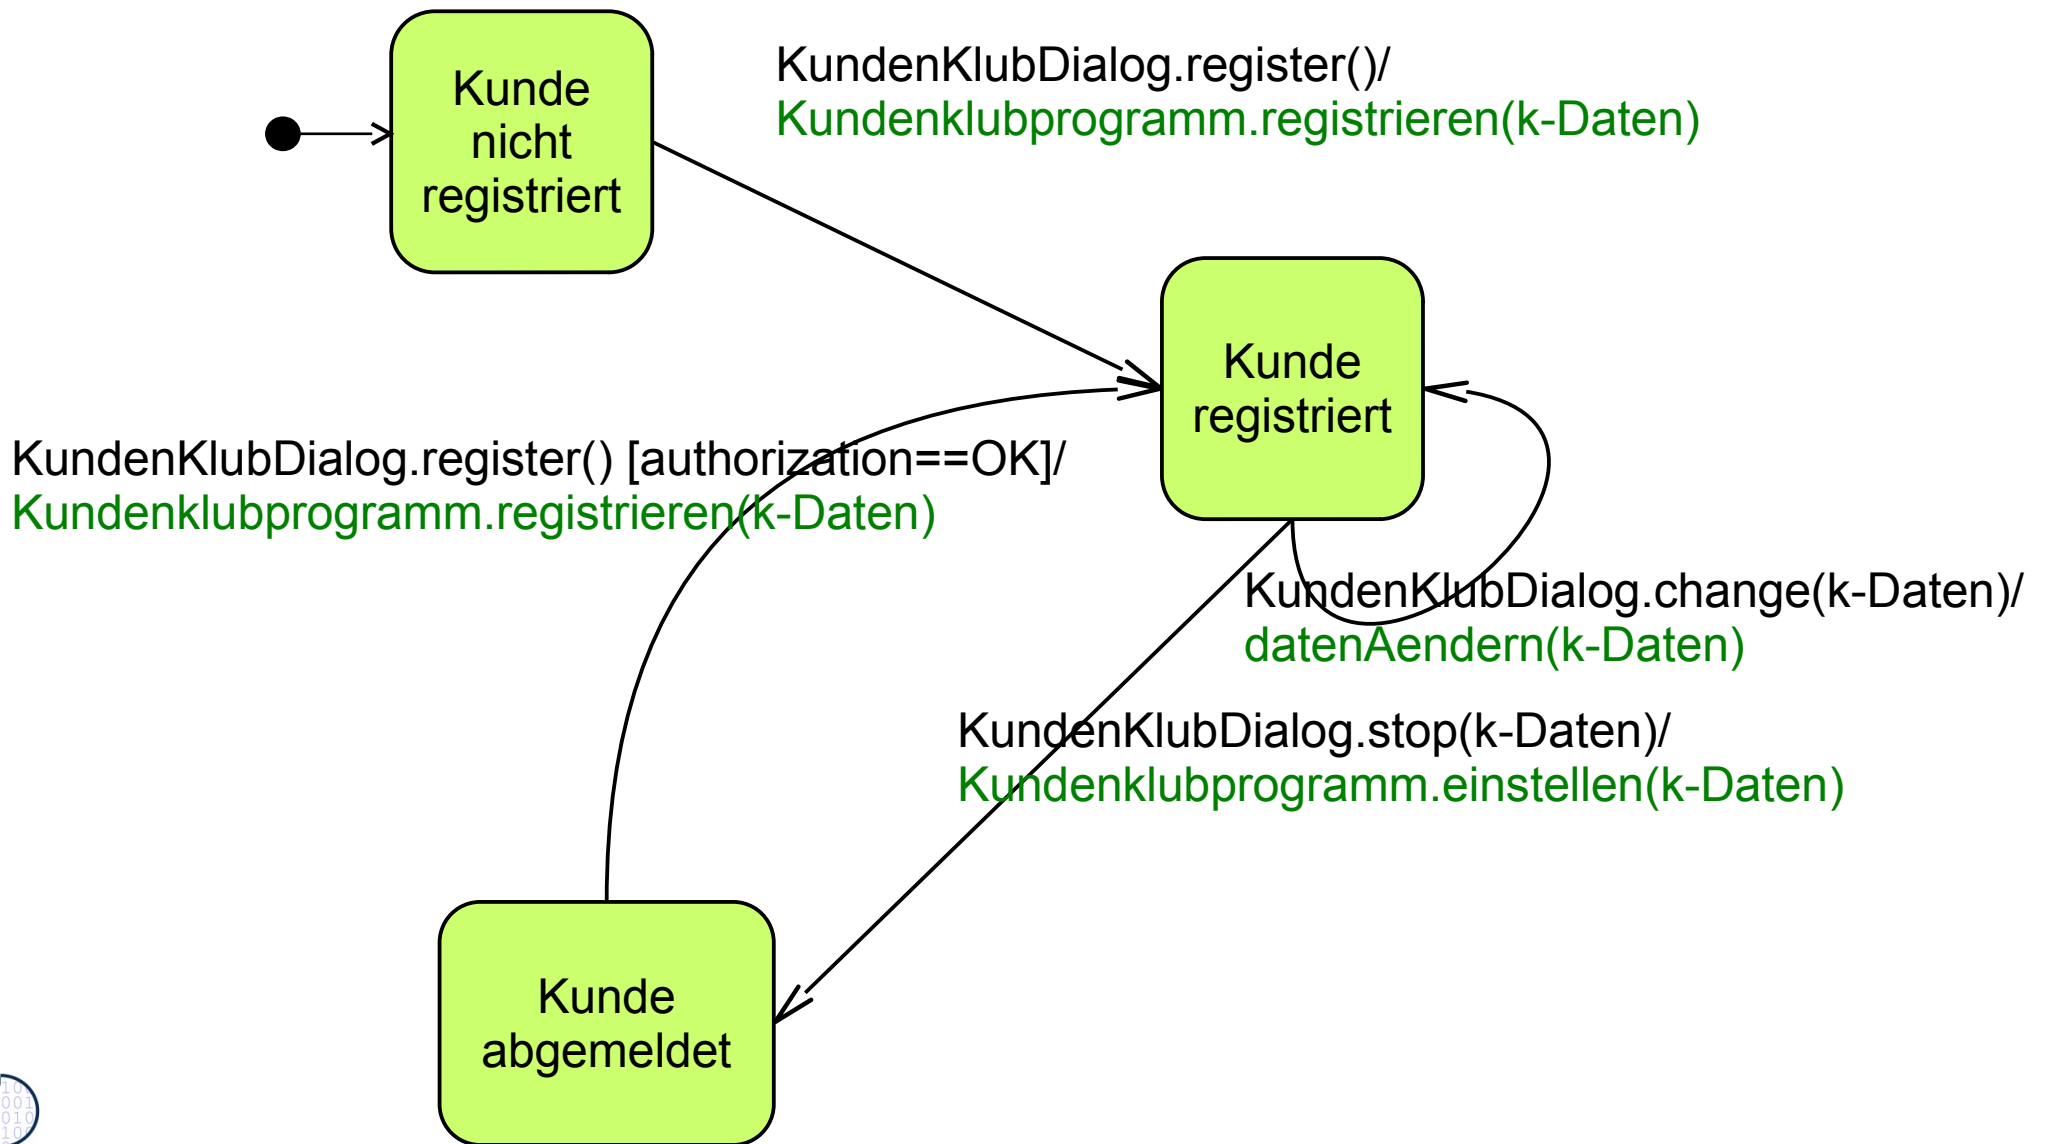 Kunde
nicht
registriert
KundenKlubDialog.register()/
Kundenklubprogramm.registrieren(k-Daten)
Kunde
registriert
KundenKlubDialog.register() [authorization==OK]/
Kundenklubprogramm.registrieren(k-Daten)
KundenKlubDialog.change(k-Daten)/
datenAendern(k-Daten)
KundenKlubDialog.stop(k-Daten)/
Kundenklubprogramm.einstellen(k-Daten)
Kunde
abgemeldet